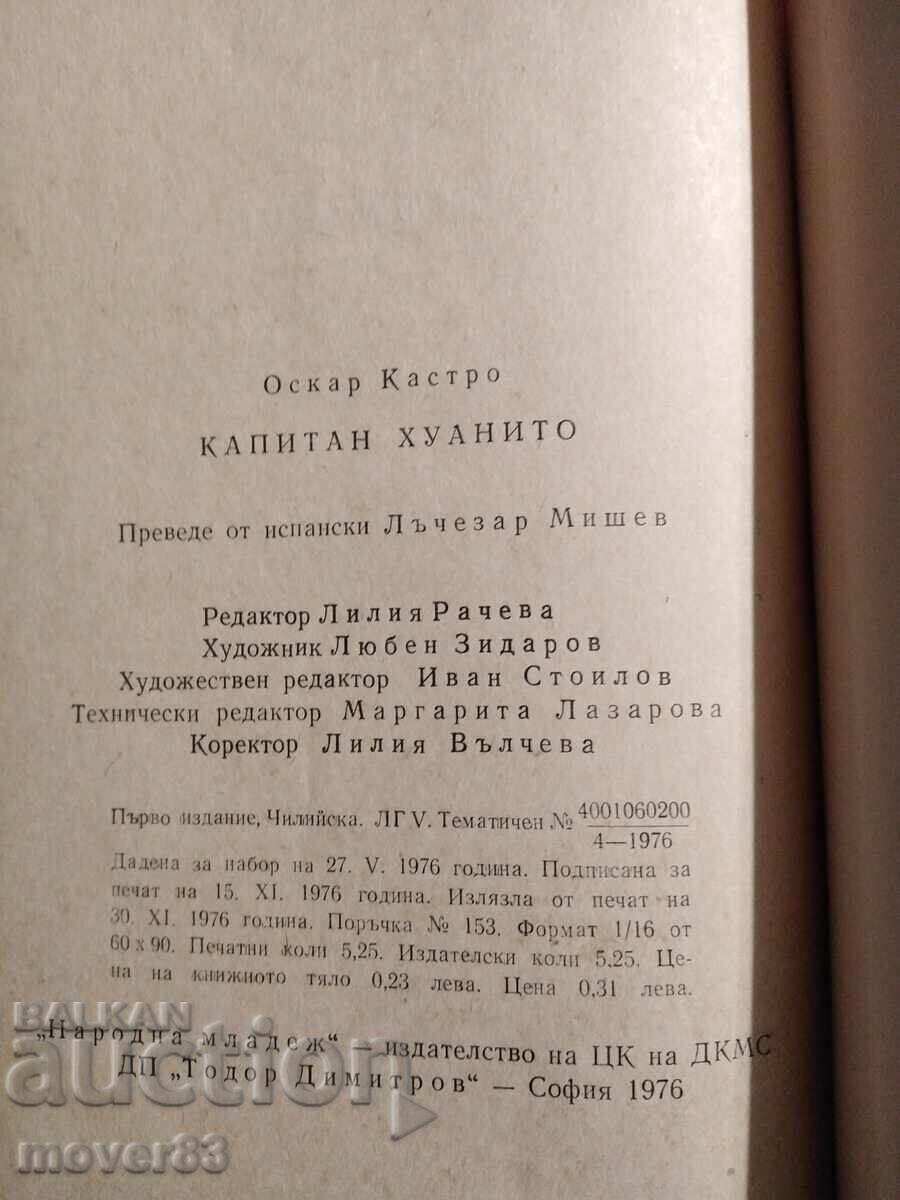 Оскар Кастро
КАПИТАН ХУАНИТО
Преведе от испански Лъчезар Мишев
Редактор Лилия Рачева
Художник Любен Зидаров
Художествен редактор Иван Стоилов
Технически редактор Маргарита Лазарова
Коректор Лилия Вълчева
Първо издание, Чилийска. ЛГ V. Тематичен № 4001060200
4—1976
Дадена за набор на 27. V. 1976 година. Подписана за
печат на 15. XI. 1976 година. Излязла от печат на
30. XI. 1976 година. Поръчка № 153. Формат 1/16 от
60 x 90. Печатни коли 5,25. Издателски коли 5,25. Це-
на на книжното тяло 0,23 лева. Цена 0,31 лева.
„Народна младеж“ — издателство на ЦК на ДКМС
ДП „Тодор Димитров“ — София 1976
BALKAN
auction
mover83